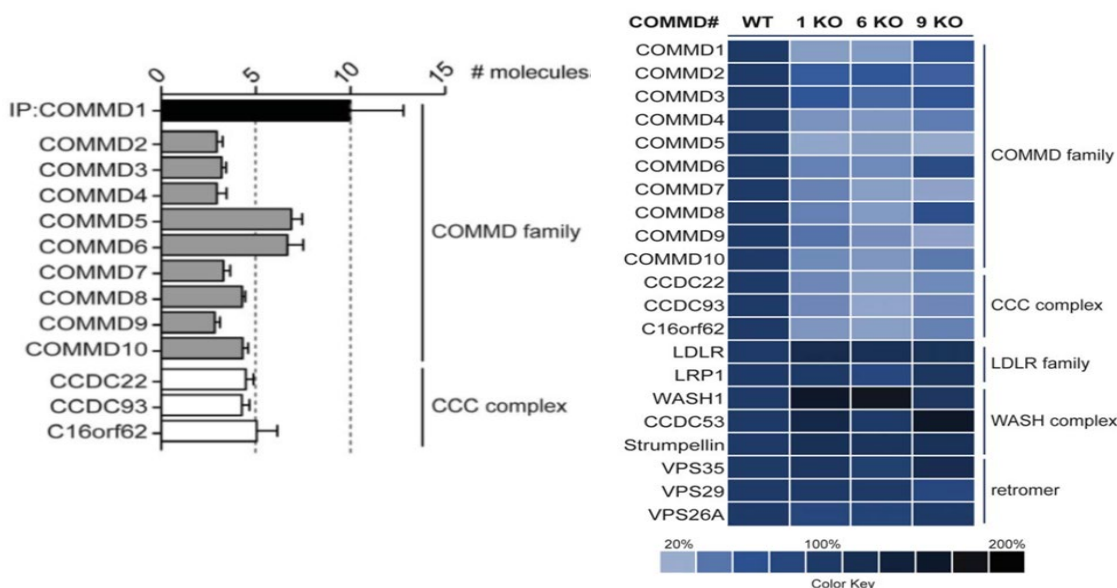 0 5 10 15 # molecules
IP:COMMD1
COMMD2
COMMD3
COMMD4
COMMD5
COMMD6
COMMD7
COMMD8
COMMD9
COMMD10
CCDC22
CCDC93
C16orf62
COMMD family
CCC complex
COMMD# WT 1 KO 6 KO 9 KO
COMMD1
COMMD2
COMMD3
COMMD4
COMMD5
COMMD6
COMMD7
COMMD8
COMMD9
COMMD10
CCDC22
CCDC93
C16orf62
LDLR
LRP1
WASH1
CCDC53
Strumpellin
VPS35
VPS29
VPS26A
COMMD family
CCC complex
LDLR family
WASH complex
retromer
20% 100% 200%
Color Key